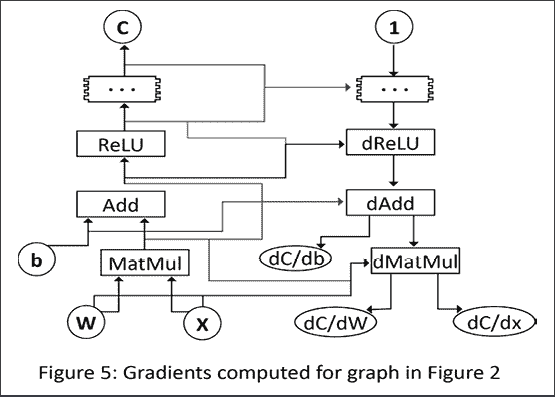 C
1
...
...
ReLU
dReLU
Add
dAdd
b
MatMul
dC/db
dMatMul
W
X
dC/dW
dC/dx
Figure 5: Gradients computed for graph in Figure 2